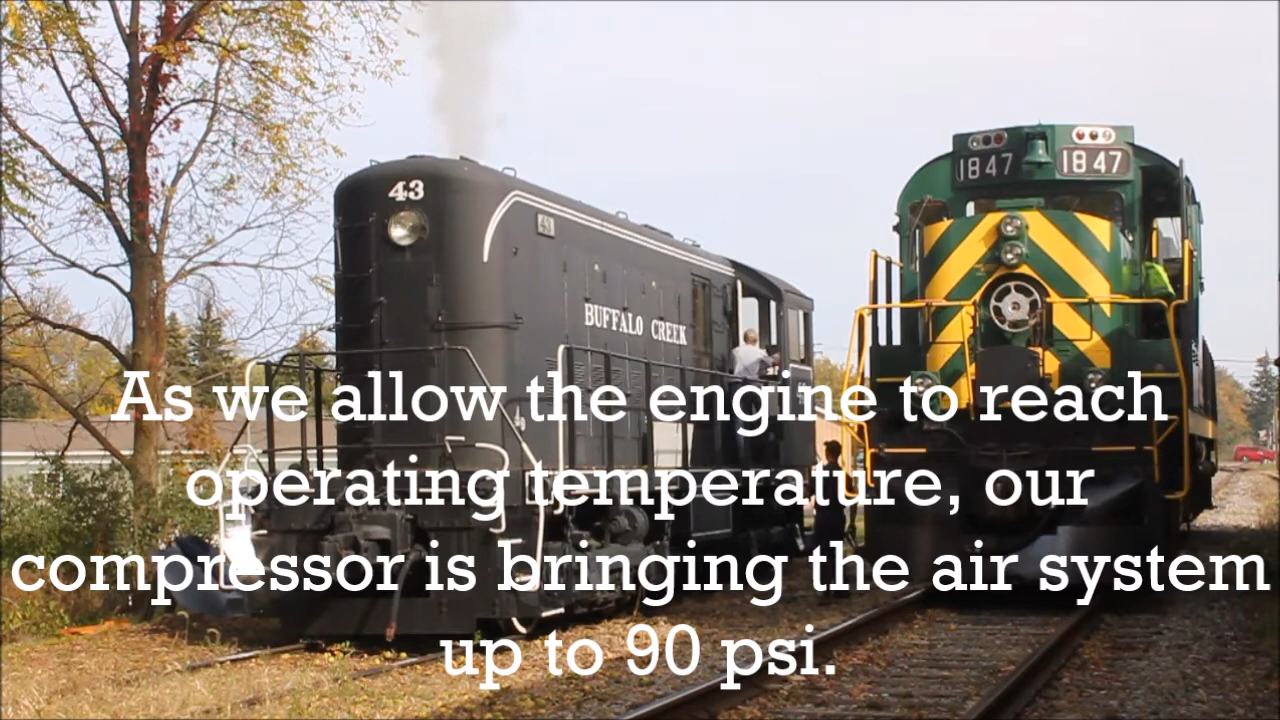 43
43
BUFFALO CREEK
1847
1847
As we allow the engine to reach
operating temperature, our
compressor is bringing the air system
up to 90 psi.